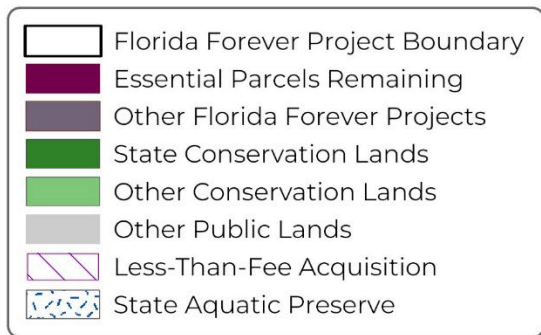 Florida Forever Project Boundary
Essential Parcels Remaining
Other Florida Forever Projects
State Conservation Lands
Other Conservation Lands
Other Public Lands
Less-Than-Fee Acquisition
State Aquatic Preserve